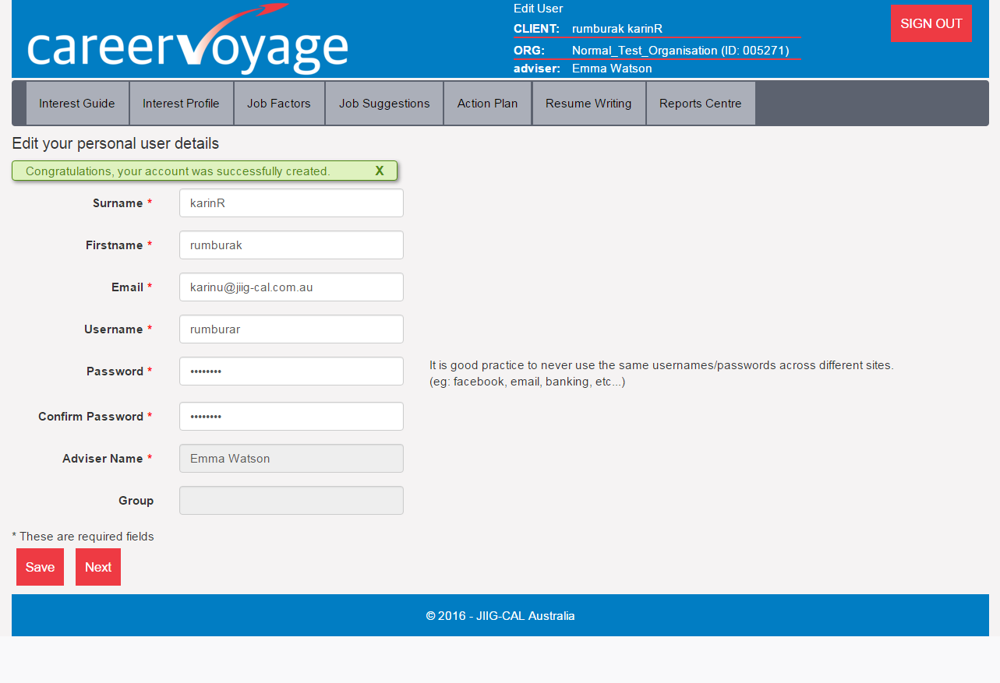 careervoyage
Edit User
CLIENT: rumburak karinR
ORG: Normal_Test_Organisation (ID: 005271)
adviser: Emma Watson
SIGN OUT
Interest Guide Interest Profile Job Factors Job Suggestions Action Plan Resume Writing Reports Centre
Edit your personal user details
Congratulations, your account was successfully created. X
Surname * karinR
Firstname * rumburak
Email * karinu@jiig-cal.com.au
Username * rumburar
Password * ••••••••
It is good practice to never use the same usernames/passwords across different sites.
(eg: facebook, email, banking, etc...)
Confirm Password * ••••••••
Adviser Name * Emma Watson
Group
* These are required fields
Save Next
© 2016 - JIIG-CAL Australia